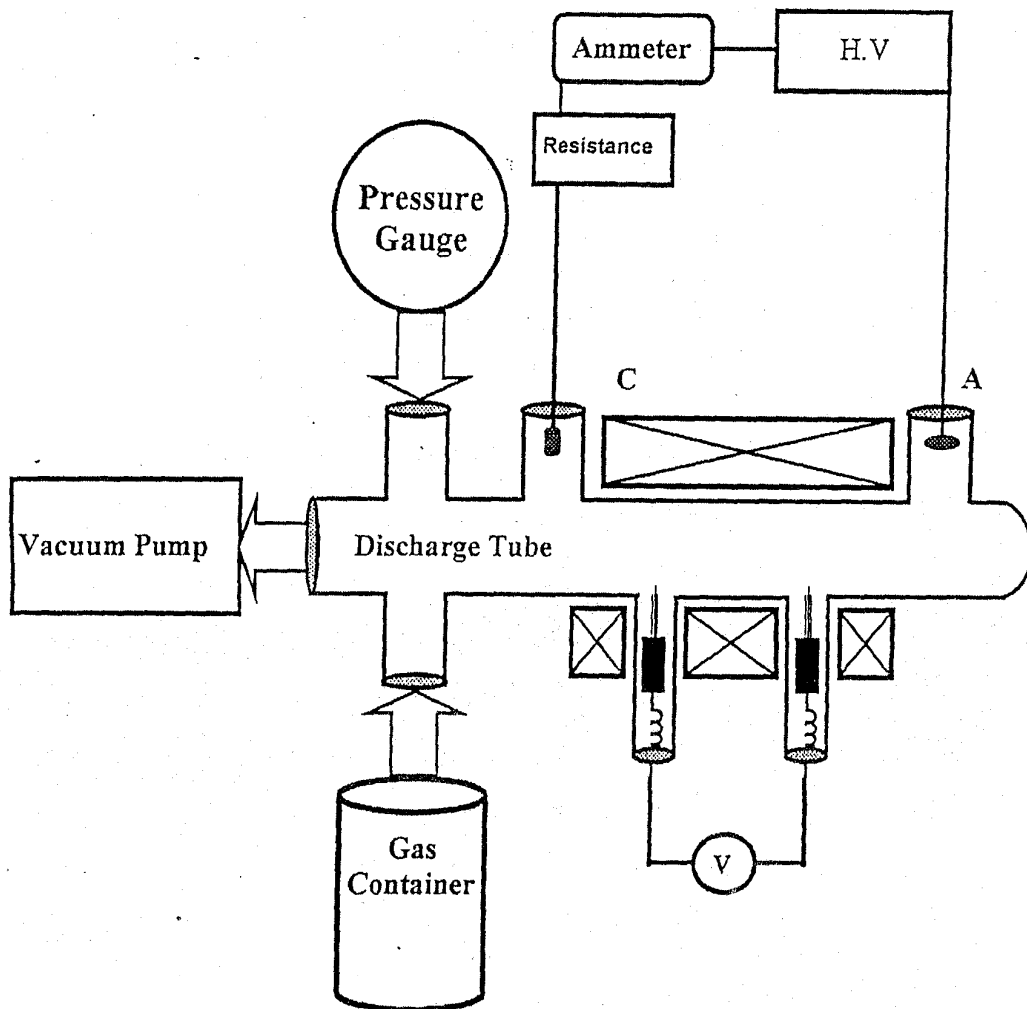 Ammeter
H.V
Resistance
Pressure
Gauge
C
A
Vacuum Pump
Discharge Tube
Gas
Container
V